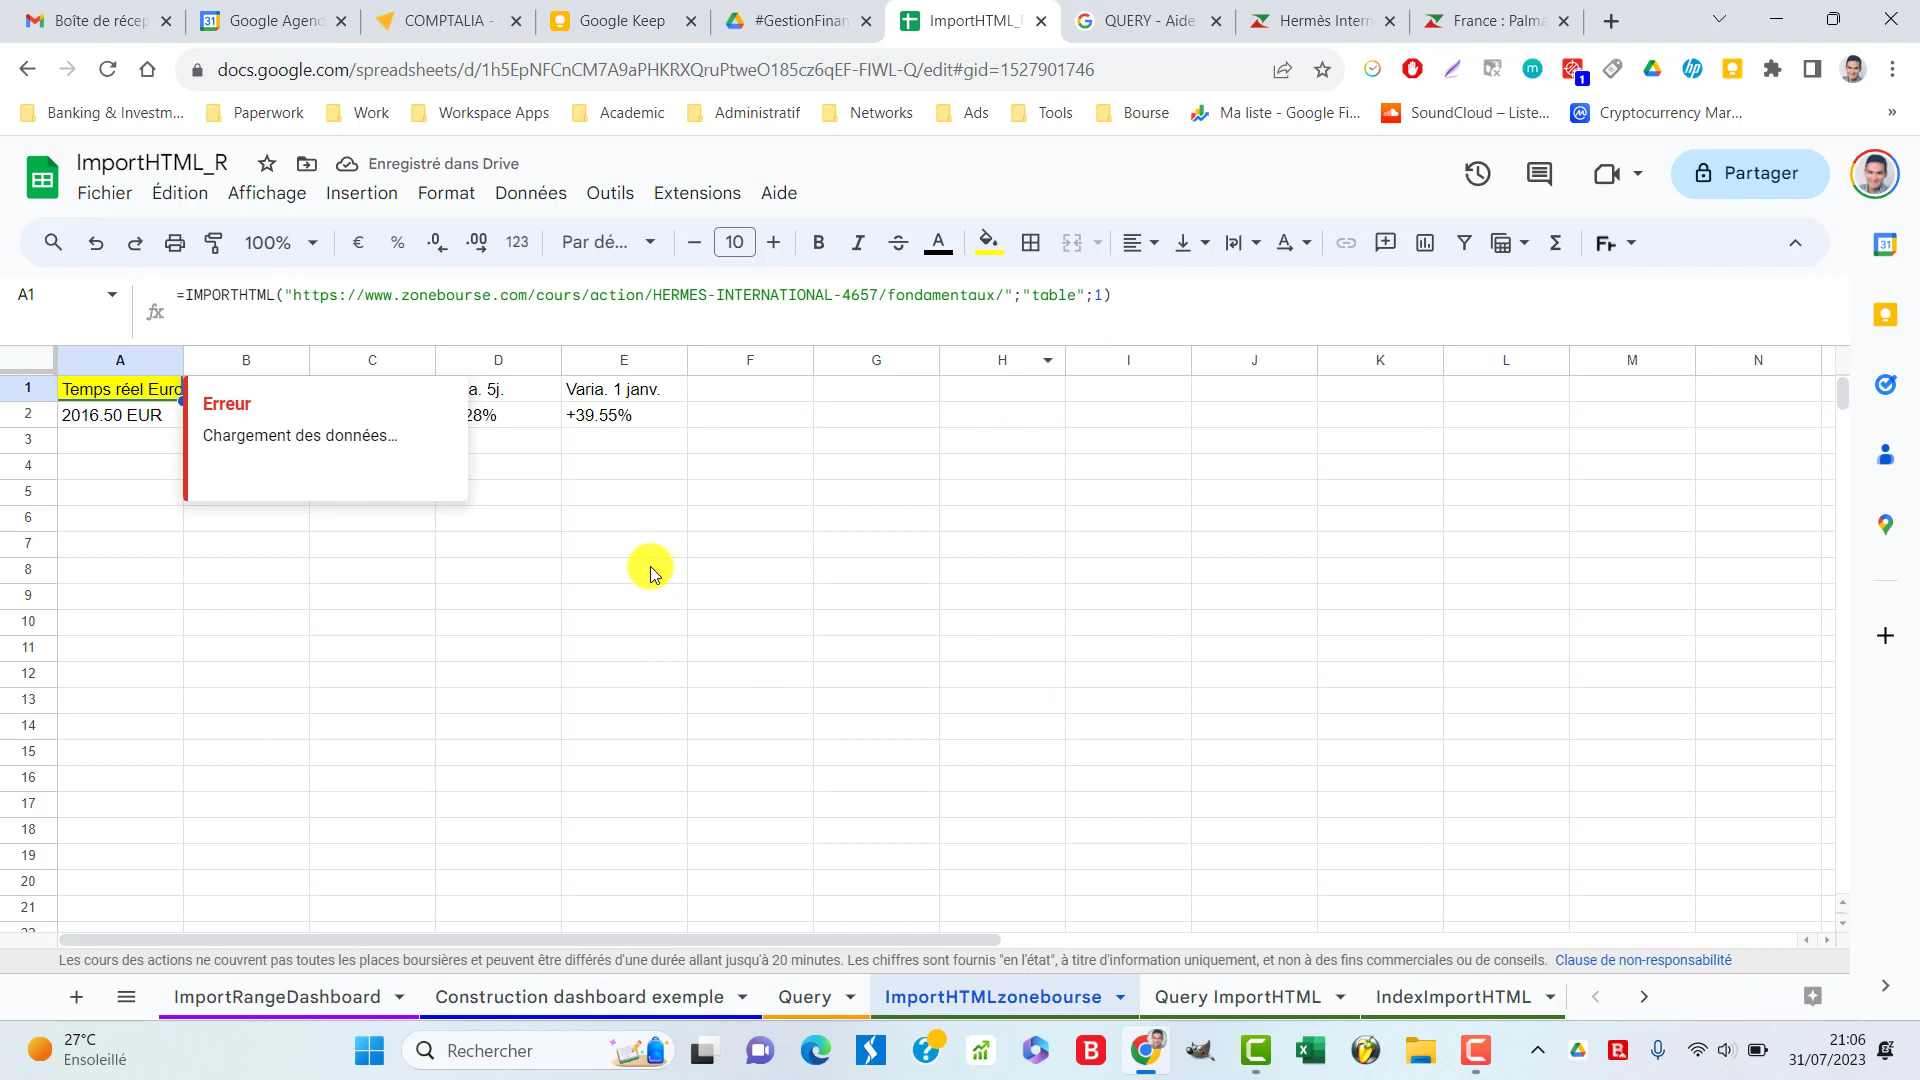 Boîte de récep
Google Agend
COMPTALIA -
Google Keep
#GestionFinan
ImportHTML_R
QUERY - Aide
Hermès Intern
France : Palma
docs.google.com/spreadsheets/d/1h5EpNFCnCM7A9aPHKRXQruPtweO185cz6qEF-FIWL-Q/edit#gid=1527901746
Banking & Investm...
Paperwork
Work
Workspace Apps
Academic
Administratif
Networks
Ads
Tools
Bourse
Ma liste - Google Fi...
SoundCloud – Liste...
Cryptocurrency Mar...
»
ImportHTML_R
Enregistré dans Drive
Fichier Édition Affichage Insertion Format Données Outils Extensions Aide
Partager
100% € % .0 .00 123 Par dé... 10
A1
=IMPORTHTML("https://www.zonebourse.com/cours/action/HERMES-INTERNATIONAL-4657/fondamentaux/";"table";1)
A B C D E F G H I J K L M N
1 Temps réel Euro a. 5j. Varia. 1 janv.
2 2016.50 EUR 28% +39.55%
Erreur
Chargement des données...
3
4
5
6
7
8
9
10
11
12
13
14
15
16
17
18
19
20
21
Les cours des actions ne couvrent pas toutes les places boursières et peuvent être différés d'une durée allant jusqu'à 20 minutes. Les chiffres sont fournis "en l'état", à titre d'information uniquement, et non à des fins commerciales ou de conseils. Clause de non-responsabilité
ImportRangeDashboard
Construction dashboard exemple
Query
ImportHTMLzonebourse
Query ImportHTML
IndexImportHTML
27°C
Ensoleillé
Rechercher
21:06
31/07/2023